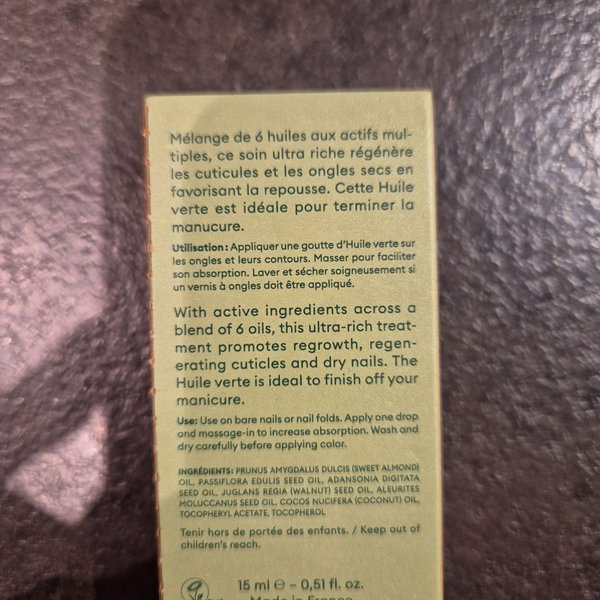 Mélange de 6 huiles aux actifs mul-
tiples, ce soin ultra riche régénère
les cuticules et les ongles secs en
favorisant la repousse. Cette Huile
verte est idéale pour terminer la
manucure.
Utilisation : Appliquer une goutte d'Huile verte sur
les ongles et leurs contours. Masser pour faciliter
son absorption. Laver et sécher soigneusement si
un vernis à ongles doit être appliqué.
With active ingredients across a
blend of 6 oils, this ultra-rich treat-
ment promotes regrowth, regen-
erating cuticles and dry nails. The
Huile verte is ideal to finish off your
manicure.
Use: Use on bare nails or nail folds. Apply one drop
and massage-in to increase absorption. Wash and
dry carefully before applying color.
INGRÉDIENTS: PRUNUS AMYGDALUS DULCIS (SWEET ALMOND)
OIL, PASSIFLORA EDULIS SEED OIL, ADANSONIA DIGITATA
SEED OIL, JUGLANS REGIA (WALNUT) SEED OIL, ALEURITES
MOLUCCANUS SEED OIL, COCOS NUCIFERA (COCONUT) OIL,
TOCOPHERYL ACETATE, TOCOPHEROL
Tenir hors de portée des enfants. / Keep out of
children's reach.
15 ml ℮ – 0,51 fl. oz.
Made in France